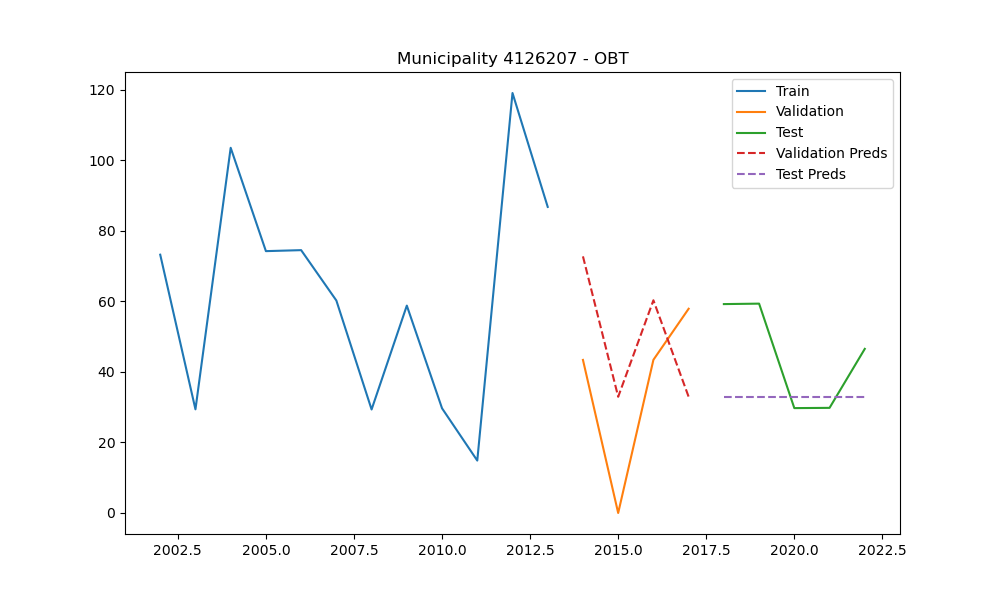 Municipality 4126207 - OBT
120
100
80
60
40
20
0
Train
Validation
Test
Validation Preds
Test Preds
2002.5 2005.0 2007.5 2010.0 2012.5 2015.0 2017.5 2020.0 2022.5